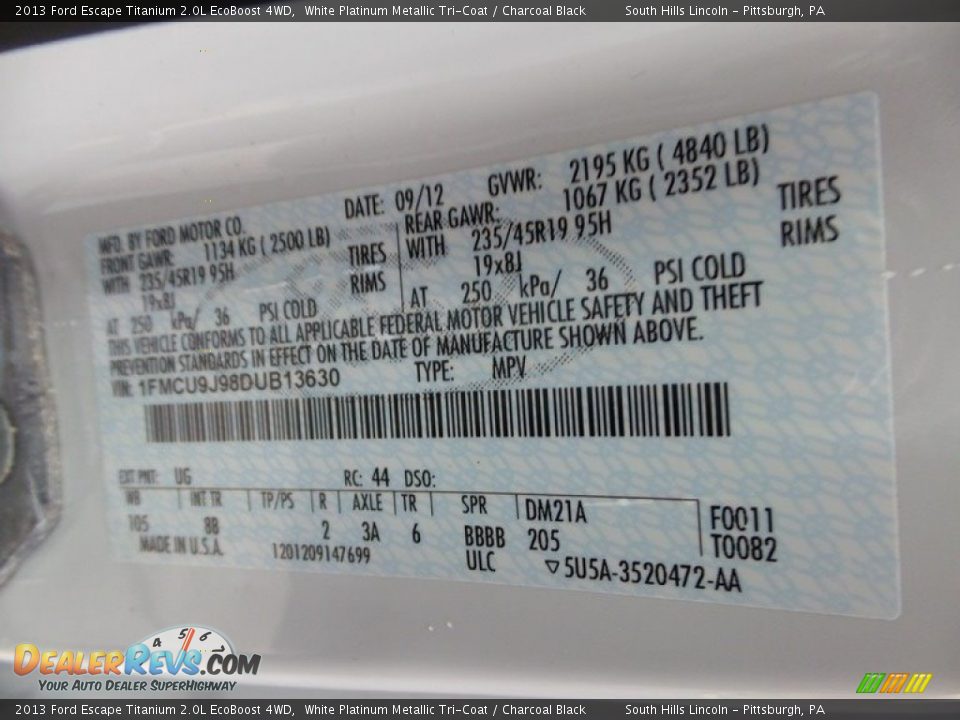 2013 Ford Escape Titanium 2.0L EcoBoost 4WD, White Platinum Metallic Tri-Coat / Charcoal Black South Hills Lincoln - Pittsburgh, PA
MFD. BY FORD MOTOR CO. DATE: 09/12 GVWR: 2195 KG ( 4840 LB)
FRONT GAWR: 1134 KG ( 2500 LB) REAR GAWR: 1067 KG ( 2352 LB)
WITH 235/45R19 95H TIRES WITH 235/45R19 95H TIRES
19x8J RIMS 19x8J RIMS
AT 250 kPa/ 36 PSI COLD AT 250 kPa/ 36 PSI COLD
THIS VEHICLE CONFORMS TO ALL APPLICABLE FEDERAL MOTOR VEHICLE SAFETY AND THEFT
PREVENTION STANDARDS IN EFFECT ON THE DATE OF MANUFACTURE SHOWN ABOVE.
VIN: 1FMCU9J98DUB13630 TYPE: MPV
EXT PNT: UG RC: 44 DSO:
WB INT TR TP/PS R AXLE TR SPR DM21A F0011
105 8B 2 3A 6 BBBB 205 T0082
MADE IN U.S.A. 1201209147699 ULC ▽5U5A-3520472-AA
4 5 6
DEALERREVS.COM
YOUR AUTO DEALER SUPERHIGHWAY
2013 Ford Escape Titanium 2.0L EcoBoost 4WD, White Platinum Metallic Tri-Coat / Charcoal Black South Hills Lincoln - Pittsburgh, PA